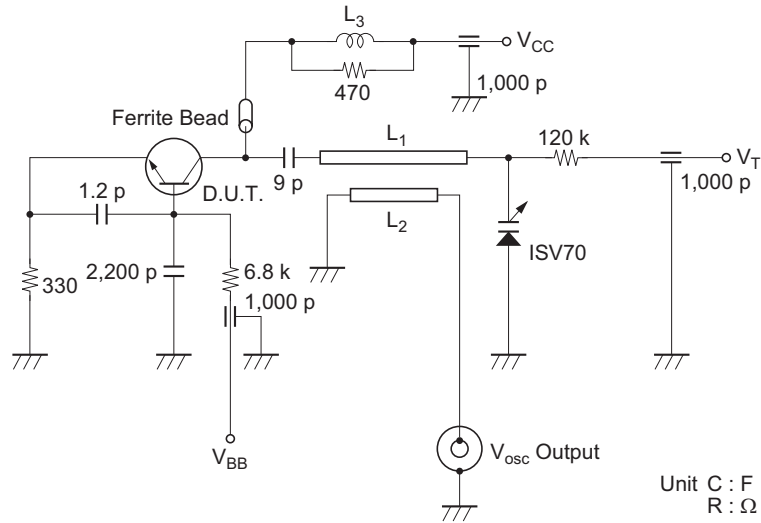 L3
VCC
1,000 p
470
Ferrite Bead
L1
120 k
VT
1,000 p
9 p
D.U.T.
1.2 p
L2
ISV70
330
2,200 p
6.8 k
1,000 p
VBB
Vosc Output
Unit C : F
R : Ω